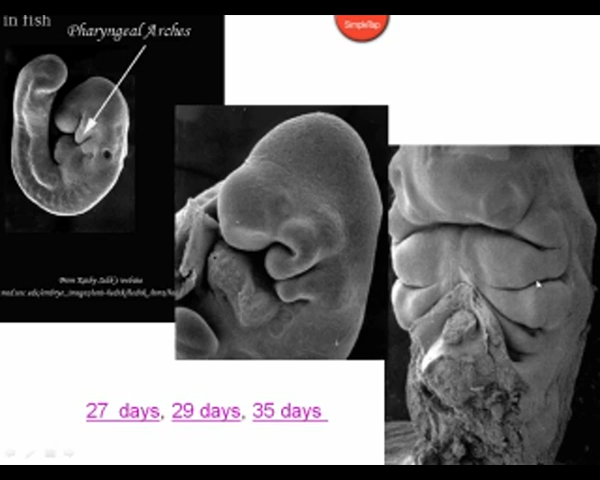 in fish
Pharyngeal Arches
SimpleTap
From Kathy Sulik's website
27 days, 29 days, 35 days